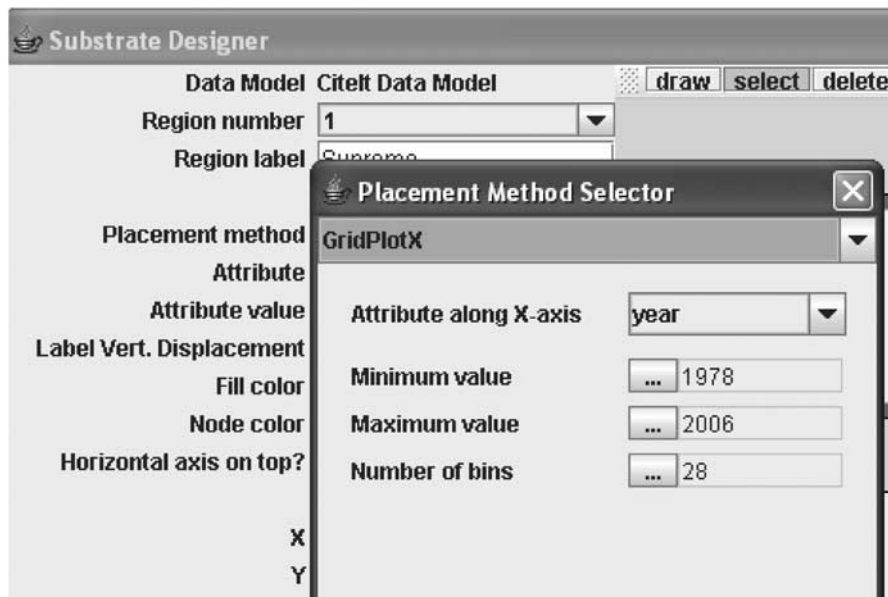 Substrate Designer
Data Model CiteIt Data Model draw select delete
Region number 1
Region label Supreme
Placement Method Selector
Placement method GridPlotX
Attribute
Attribute value Attribute along X-axis year
Label Vert. Displacement
Fill color Minimum value ... 1978
Node color Maximum value ... 2006
Horizontal axis on top? Number of bins ... 28
X
Y